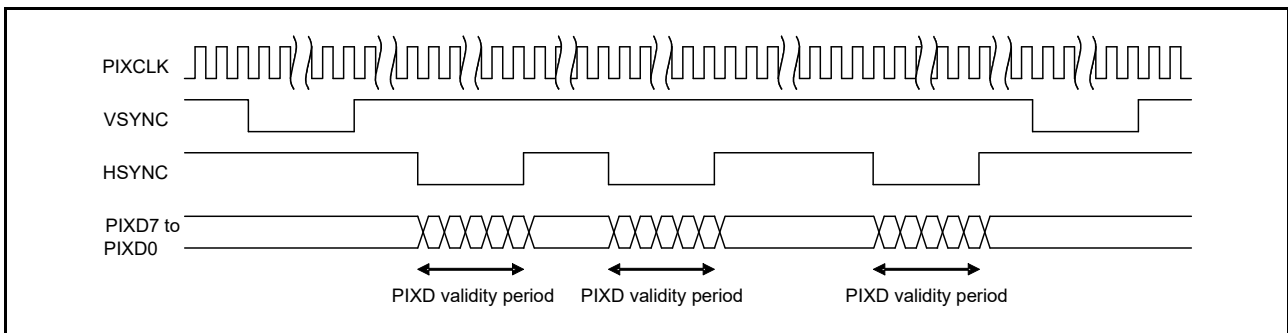 PIXCLK
VSYNC
HSYNC
PIXD7 to
PIXD0
PIXD validity period PIXD validity period PIXD validity period